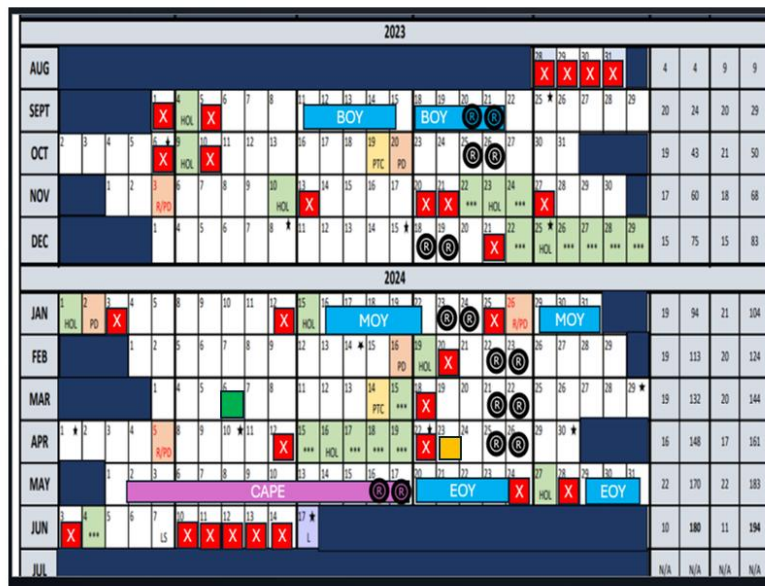 2023
AUG 28 29 30 31 X X X X 4 4 9 9
SEPT 1 4 5 6 7 8 11 12 13 14 15 18 19 20 21 22 25 ★ 26 27 28 29 X HOL X BOY BOY ® ® 20 24 20 29
OCT 2 3 4 5 6 ★ 9 10 11 12 13 16 17 18 19 20 23 24 25 26 27 30 31 X HOL X PTC PD ® ® 19 43 21 50
NOV 1 2 3 6 7 8 9 10 13 14 15 16 17 20 21 22 23 24 27 28 29 30 R/PD HOL X X X *** HOL *** X 17 60 18 68
DEC 1 4 5 6 7 8 ★ 11 12 13 14 15 ★ 18 19 20 21 22 25 ★ 26 27 28 29 ® ® X *** HOL *** *** *** *** 15 75 15 83
2024
JAN 1 2 3 4 5 8 9 10 11 12 15 16 17 18 19 22 23 24 25 26 29 30 31 HOL PD X X HOL MOY ® ® X R/PD MOY 19 94 21 104
FEB 1 2 5 6 7 8 9 12 13 14 ★ 15 16 19 20 21 22 23 26 27 28 29 PD HOL X ® ® 19 113 20 124
MAR 1 4 5 6 7 8 11 12 13 14 15 18 19 20 21 22 25 26 27 28 29 ★ PTC *** X ® ® 19 132 20 144
APR 1 ★ 2 3 4 5 8 9 10 ★ 11 12 15 16 17 18 19 22 ★ 23 24 25 26 29 30 ★ R/PD X *** HOL *** *** *** X ® ® 16 148 17 161
MAY 1 2 3 6 7 8 9 10 13 14 15 16 17 20 21 22 23 24 27 28 29 30 31 CAPE ® ® EOY X HOL X EOY 22 170 22 183
JUN 3 4 5 6 7 10 11 12 13 14 17 ★ X *** LS X X X X X L 10 180 11 194
JUL N/A N/A N/A N/A